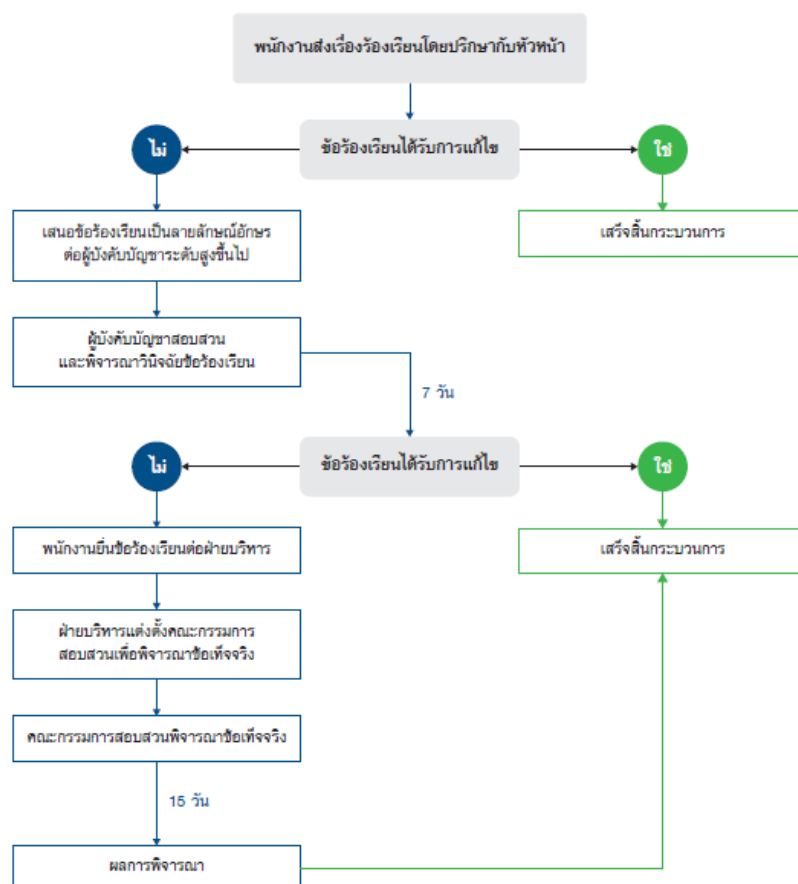 พนักงานส่งเรื่องร้องเรียนโดยปรึกษากับหัวหน้า
ไม่
ข้อร้องเรียนได้รับการแก้ไข
ใช่
เสนอข้อร้องเรียนเป็นลายลักษณ์อักษร
ต่อผู้บังคับบัญชาระดับสูงขึ้นไป
เสร็จสิ้นกระบวนการ
ผู้บังคับบัญชาสอบสวน
และพิจารณาวินิจฉัยข้อร้องเรียน
7 วัน
ไม่
ข้อร้องเรียนได้รับการแก้ไข
ใช่
พนักงานยื่นข้อร้องเรียนต่อฝ่ายบริหาร
เสร็จสิ้นกระบวนการ
ฝ่ายบริหารแต่งตั้งคณะกรรมการ
สอบสวนเพื่อพิจารณาข้อเท็จจริง
คณะกรรมการสอบสวนพิจารณาข้อเท็จจริง
15 วัน
ผลการพิจารณา